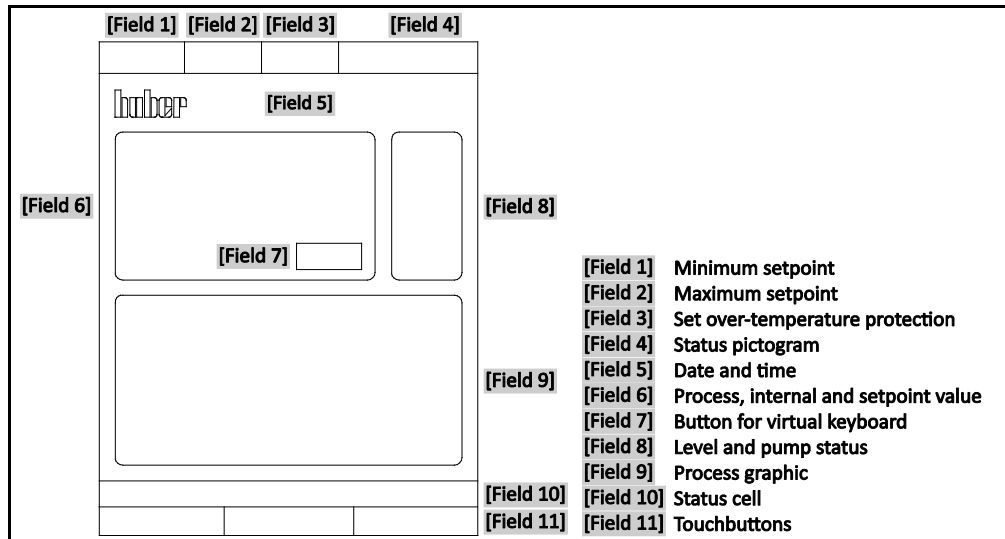 [Field 1] [Field 2] [Field 3] [Field 4]
huber
[Field 5]
[Field 6]
[Field 7]
[Field 8]
[Field 9]
[Field 10]
[Field 11]
[Field 1] Minimum setpoint
[Field 2] Maximum setpoint
[Field 3] Set over-temperature protection
[Field 4] Status pictogram
[Field 5] Date and time
[Field 6] Process, internal and setpoint value
[Field 7] Button for virtual keyboard
[Field 8] Level and pump status
[Field 9] Process graphic
[Field 10] Status cell
[Field 11] Touchbuttons